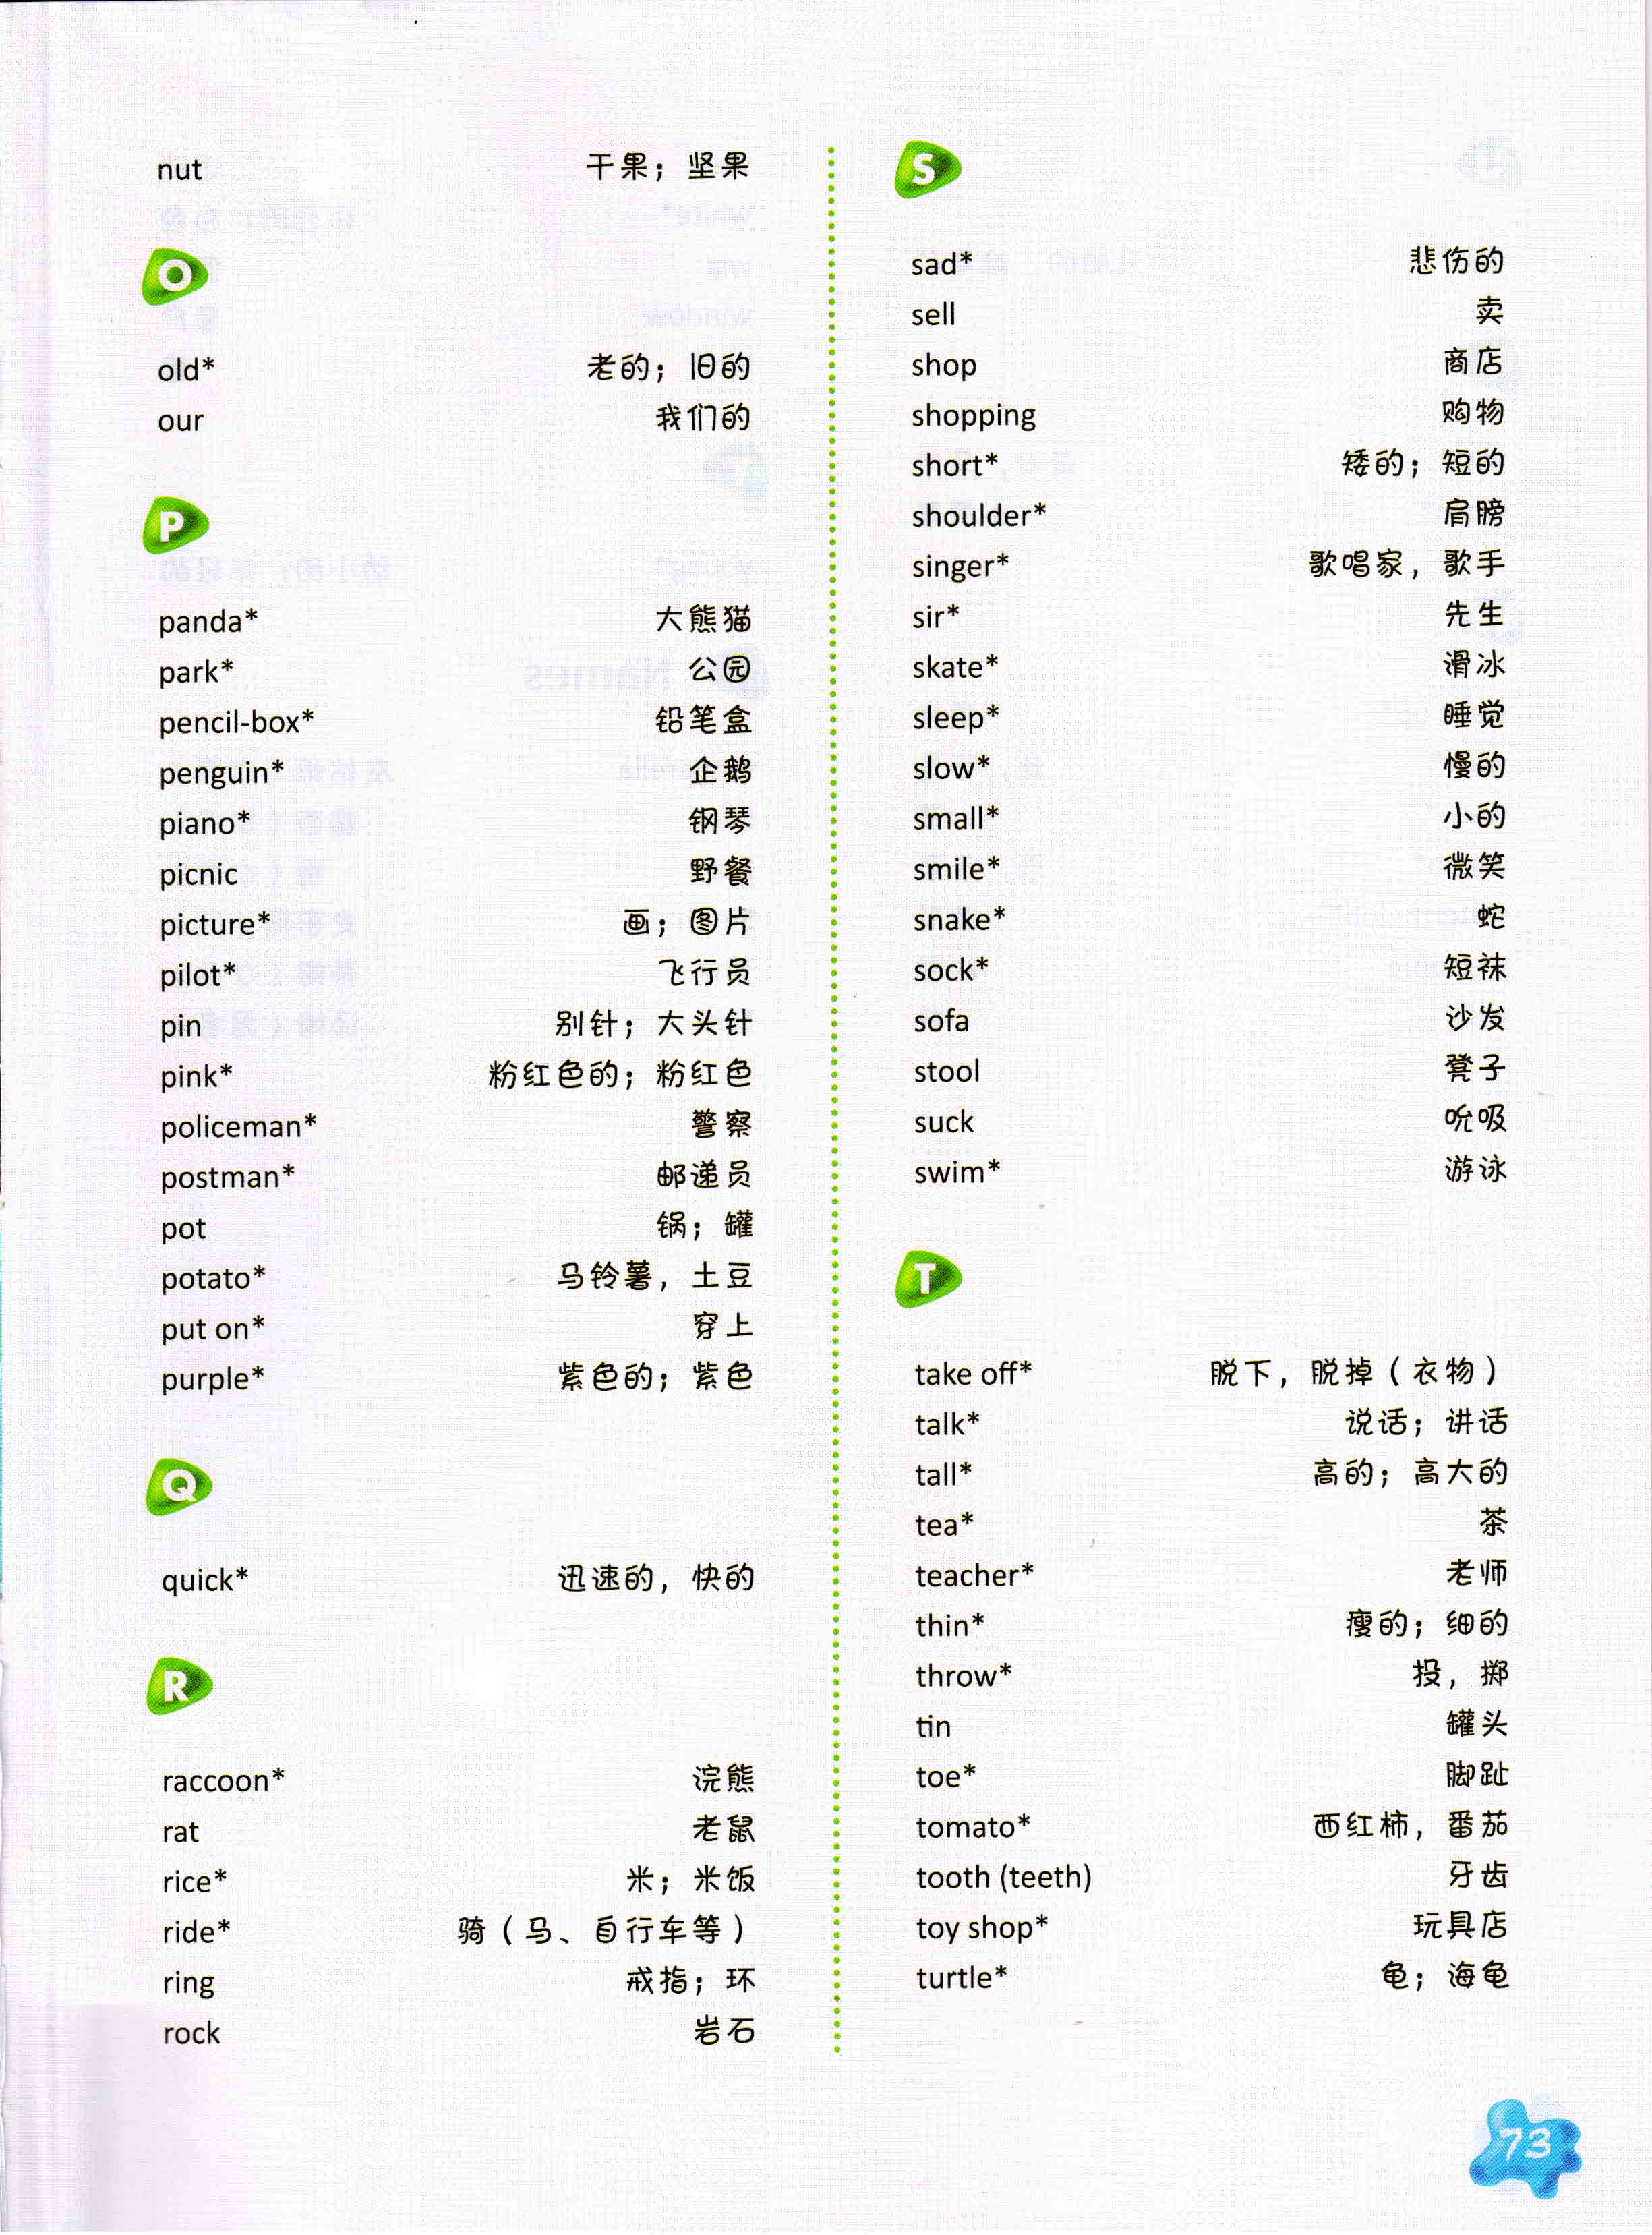 nut 干果；坚果
O
old* 老的；旧的
our 我们的
P
panda* 大熊猫
park* 公园
pencil-box* 铅笔盒
penguin* 企鹅
piano* 钢琴
picnic 野餐
picture* 画；图片
pilot* 飞行员
pin 别针；大头针
pink* 粉红色的；粉红色
policeman* 警察
postman* 邮递员
pot 锅；罐
potato* 马铃薯，土豆
put on* 穿上
purple* 紫色的；紫色
Q
quick* 迅速的，快的
R
raccoon* 浣熊
rat 老鼠
rice* 米；米饭
ride* 骑（马、自行车等）
ring 戒指；环
rock 岩石
S
sad* 悲伤的
sell 卖
shop 商店
shopping 购物
short* 矮的；短的
shoulder* 肩膀
singer* 歌唱家，歌手
sir* 先生
skate* 滑冰
sleep* 睡觉
slow* 慢的
small* 小的
smile* 微笑
snake* 蛇
sock* 短袜
sofa 沙发
stool 凳子
suck 吮吸
swim* 游泳
T
take off* 脱下，脱掉（衣物）
talk* 说话；讲话
tall* 高的；高大的
tea* 茶
teacher* 老师
thin* 瘦的；细的
throw* 投，掷
tin 罐头
toe* 脚趾
tomato* 西红柿，番茄
tooth (teeth) 牙齿
toy shop* 玩具店
turtle* 龟；海龟
73